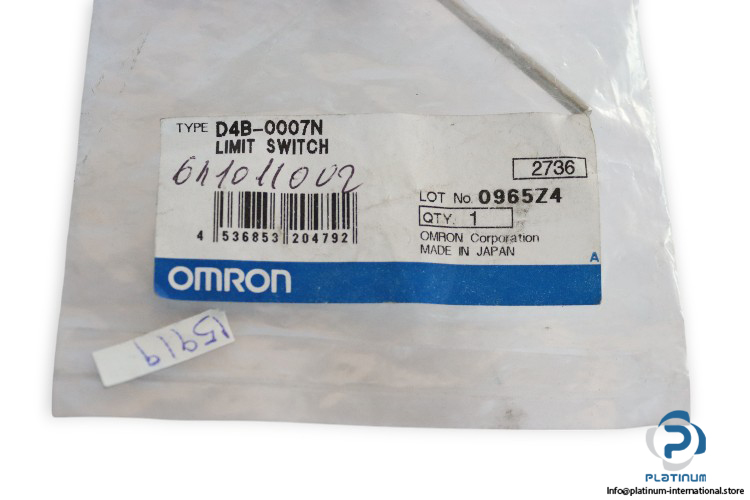 TYPE D4B-0007N
LIMIT SWITCH
641011002
2736
LOT No. 0965Z4
QTY. 1
4 536853 204792
OMRON Corporation
MADE IN JAPAN
A
OMRON
15919
PLATINUM
Info@platinum-international.store